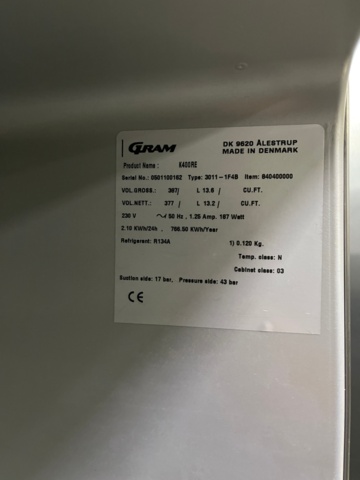 GRAM DK 9620 ÅLESTRUP
MADE IN DENMARK
Product Name : K400RE
Serial No.: 0501100162 Type: 3011-1F4B Item: 840400000
VOL.GROSS.: 387/ L 13.6 / CU.FT.
VOL.NETT.: 377 / L 13.2 / CU.FT.
230 V ~/ 50 Hz . 1.25 Amp. 187 Watt
2.10 KWh/24h . 766.50 KWh/Year
Refrigerant: R134A 1) 0.120 Kg.
Temp. class: N
Cabinet class: 03
Suction side: 17 bar. Pressure side: 43 bar
CE